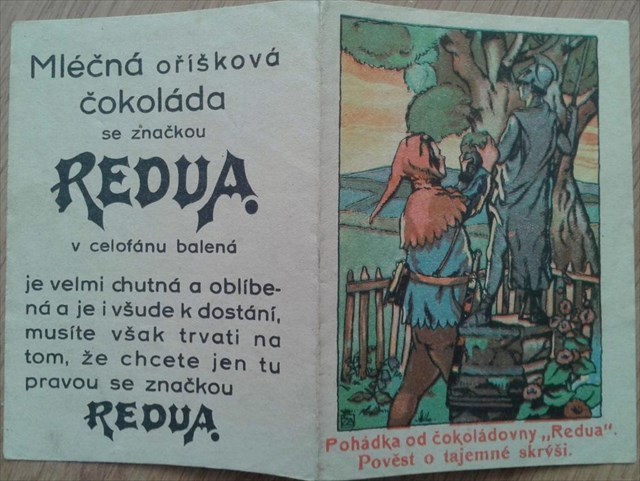 Mléčná oříšková
čokoláda
se značkou
REDUA.
v celofánu balená
je velmi chutná a oblíbe-
ná a je i všude k dostání,
musíte však trvati na
tom, že chcete jen tu
pravou se značkou
REDUA.
Pohádka od čokoládovny „Redua".
Pověst o tajemné skrýši.